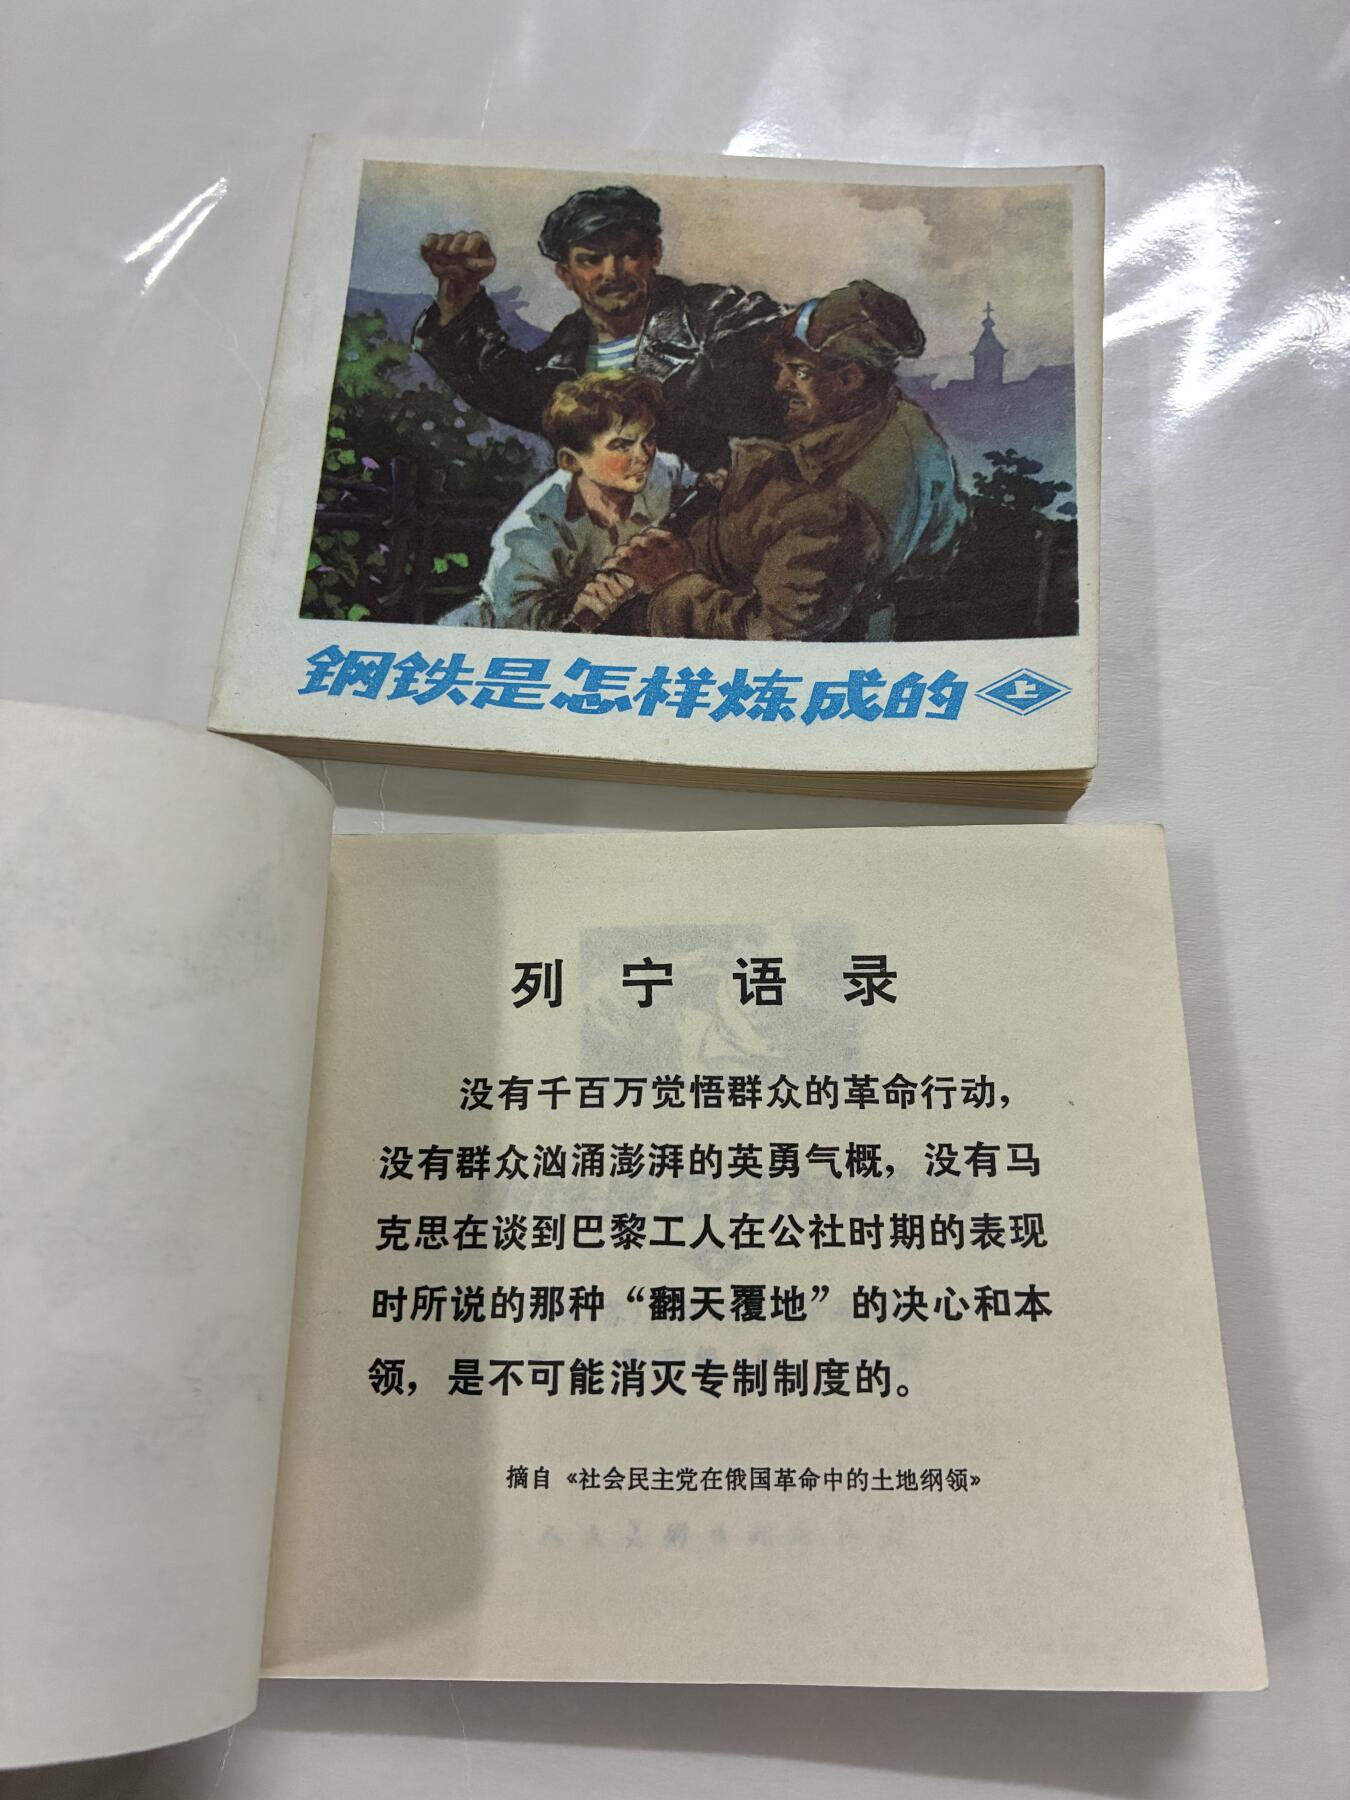 钢铁是怎样炼成的 上
列宁语录
没有千百万觉悟群众的革命行动，
没有群众汹涌澎湃的英勇气概，没有马
克思在谈到巴黎工人在公社时期的表现
时所说的那种“翻天覆地”的决心和本
领，是不可能消灭专制制度的。
摘自《社会民主党在俄国革命中的土地纲领》